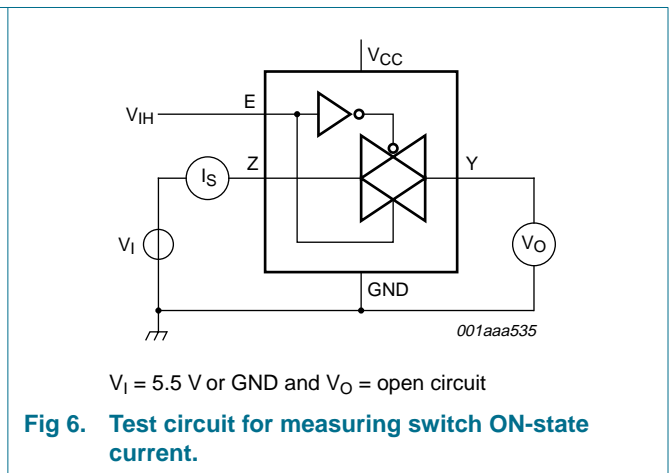 VCC
E
VIH
Z
Y
IS
VI
VO
GND
001aaa535
VI = 5.5 V or GND and VO = open circuit
Fig 6. Test circuit for measuring switch ON-state
current.